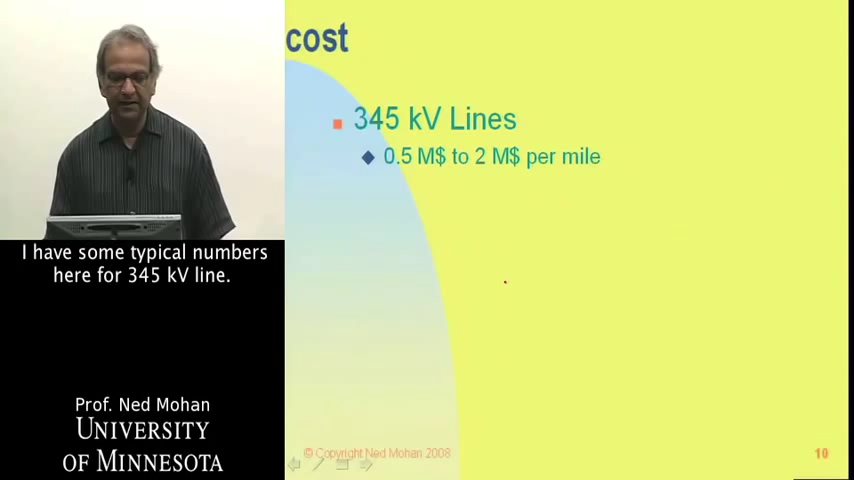 cost
345 kV Lines
0.5 M$ to 2 M$ per mile
I have some typical numbers
here for 345 kV line.
Prof. Ned Mohan
UNIVERSITY
OF MINNESOTA
© Copyright Ned Mohan 2008
10